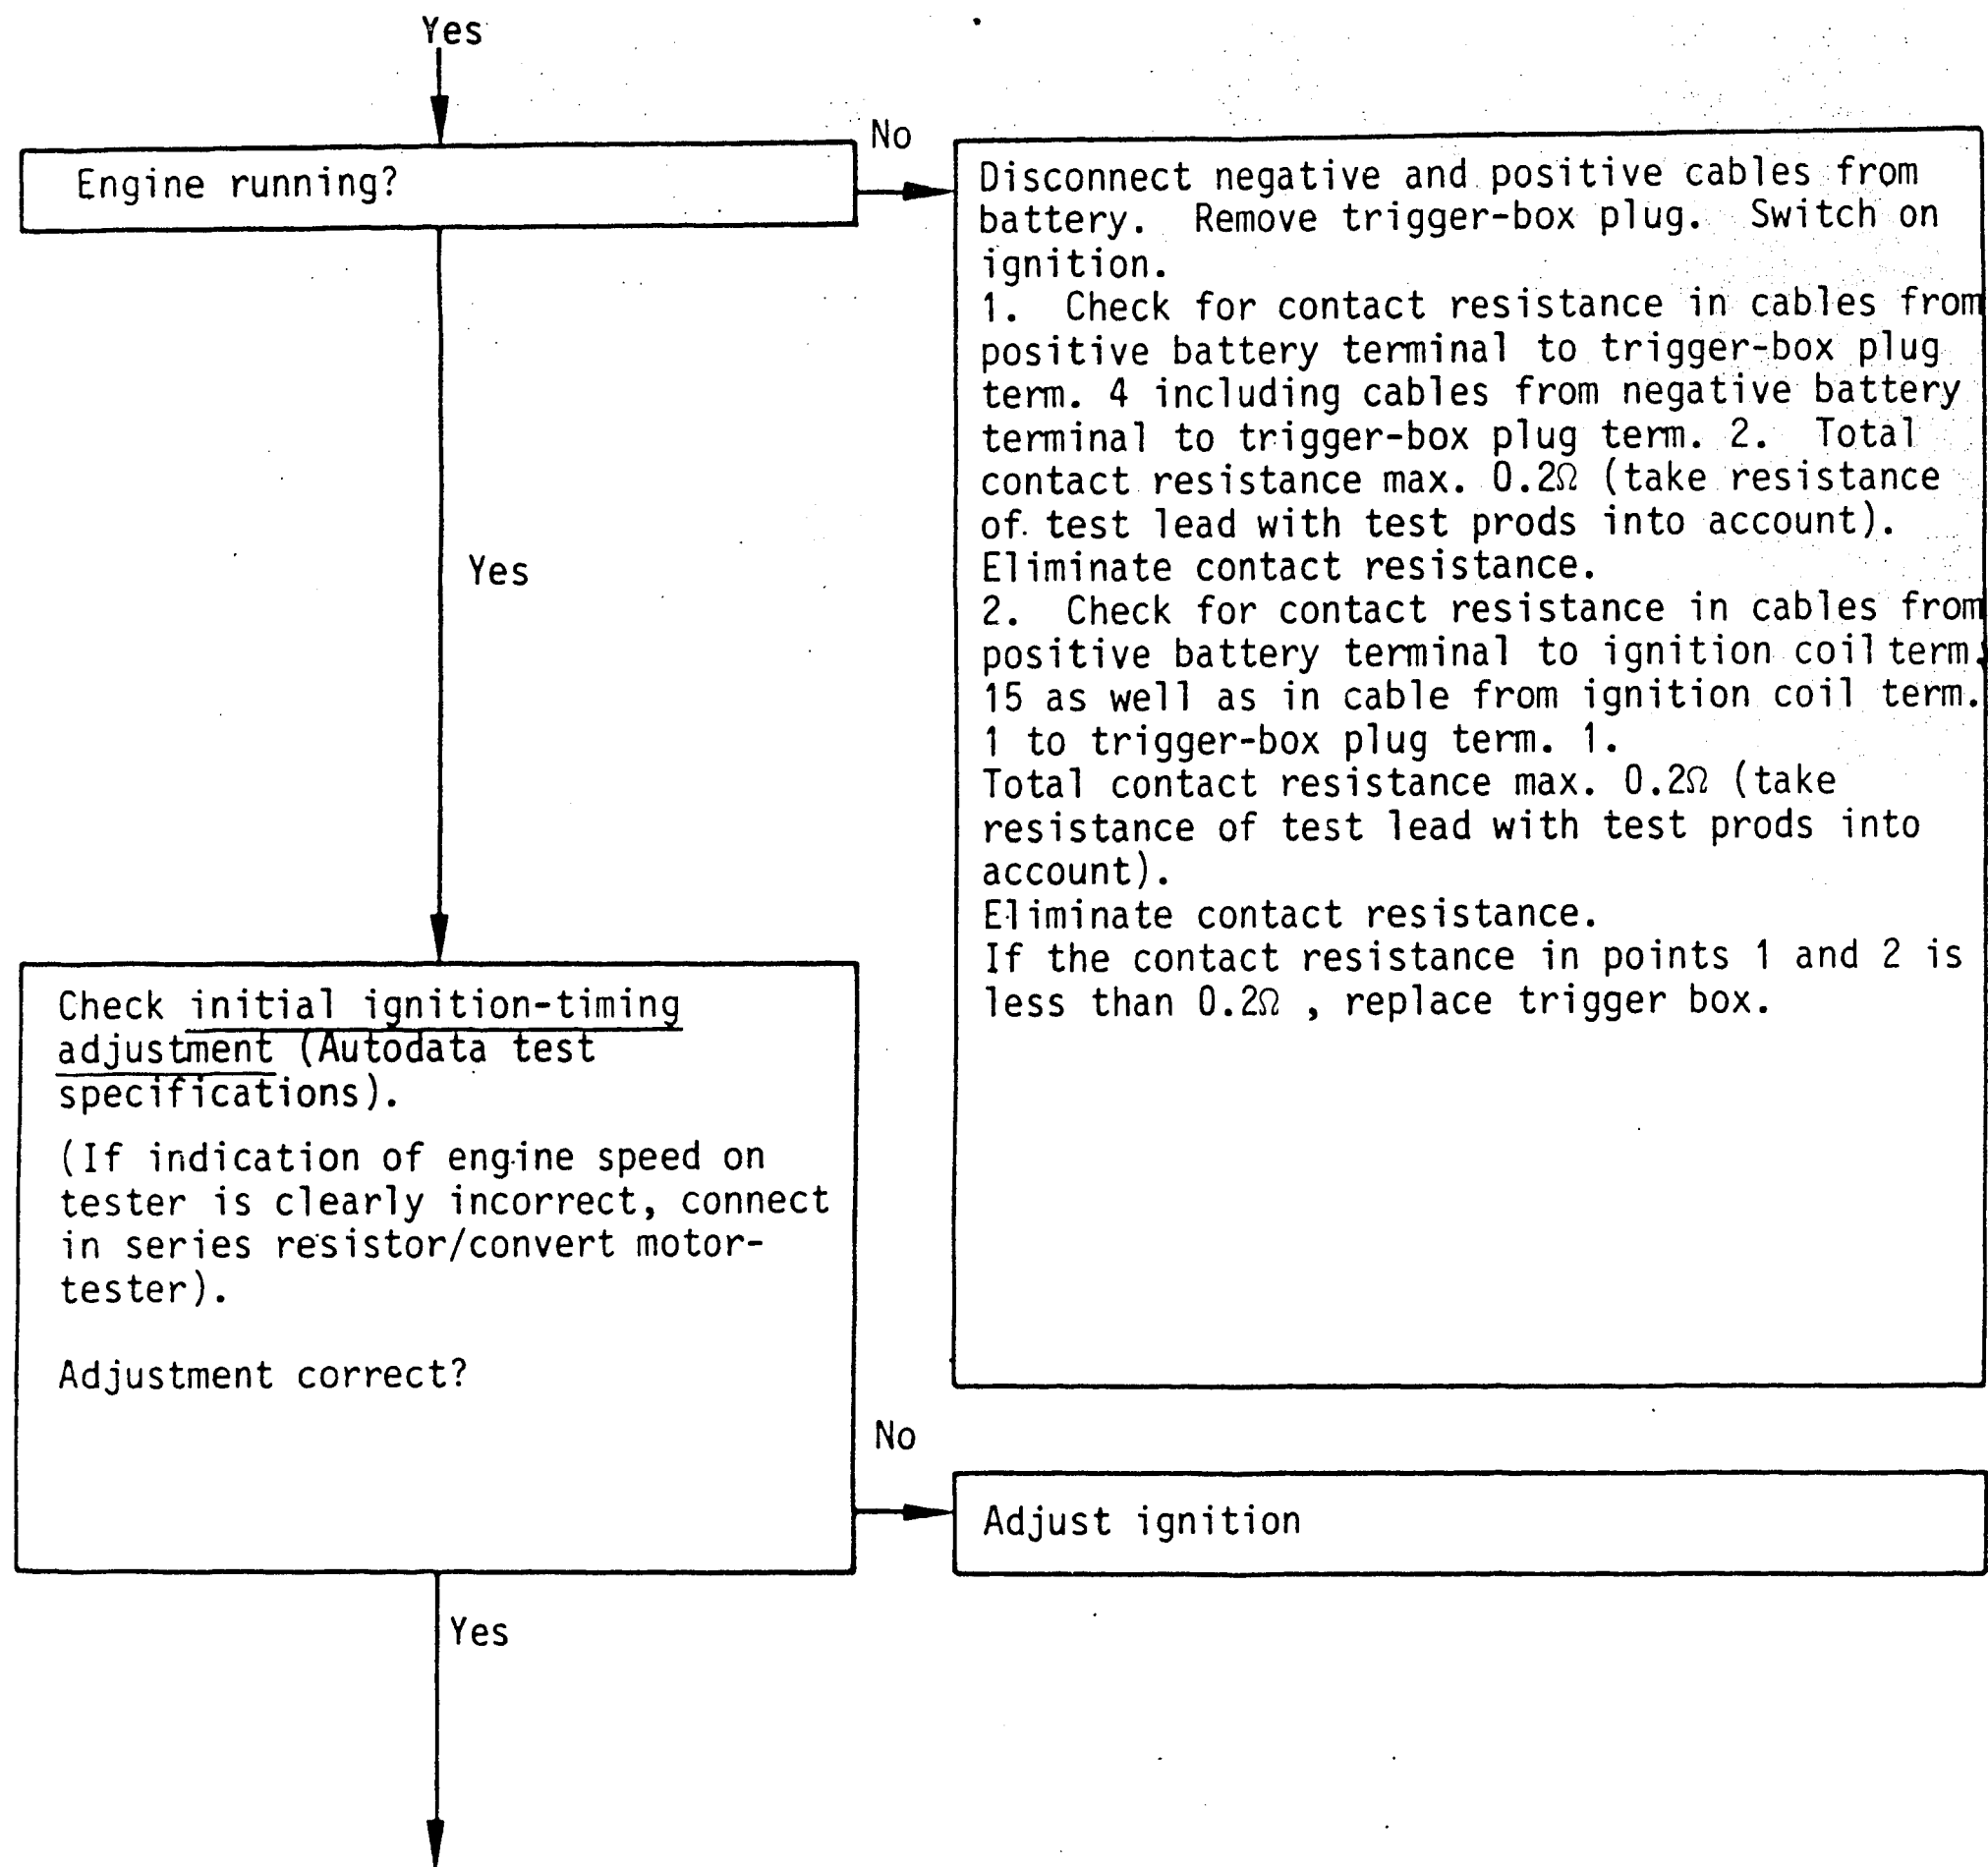 Yes
Engine running?
No
Disconnect negative and positive cables from
battery. Remove trigger-box plug. Switch on
ignition.
1. Check for contact resistance in cables from
positive battery terminal to trigger-box plug
term. 4 including cables from negative battery
terminal to trigger-box plug term. 2. Total
contact resistance max. 0.2Ω (take resistance
of test lead with test prods into account).
Eliminate contact resistance.
2. Check for contact resistance in cables from
positive battery terminal to ignition coil term.
15 as well as in cable from ignition coil term.
1 to trigger-box plug term. 1.
Total contact resistance max. 0.2Ω (take
resistance of test lead with test prods into
account).
Eliminate contact resistance.
If the contact resistance in points 1 and 2 is
less than 0.2Ω , replace trigger box.
Yes
Check initial ignition-timing
adjustment (Autodata test
specifications).
(If indication of engine speed on
tester is clearly incorrect, connect
in series resistor/convert motor-
tester).
Adjustment correct?
No
Adjust ignition
Yes